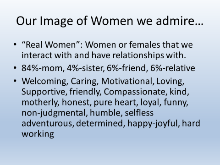 Our Image of Women we admire…
• "Real Women": Women or females that we
interact with and have relationships with.
• 84%-mom, 4%-sister, 6%-friend, 6%-relative
• Welcoming, Caring, Motivational, Loving,
Supportive, friendly, Compassionate, kind,
motherly, honest, pure heart, loyal, funny,
non-judgmental, humble, selfless
adventurous, determined, happy-joyful, hard
working